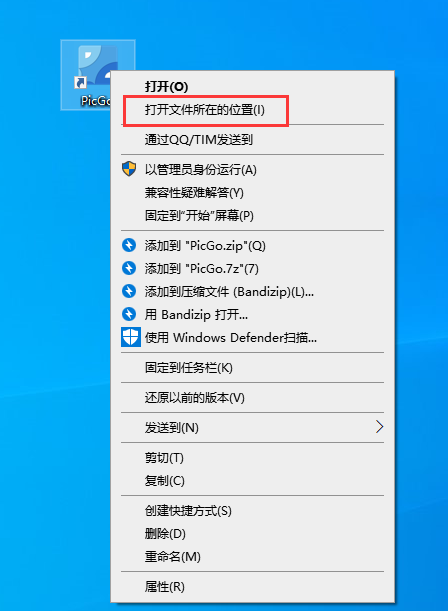 PicGo
打开(O)
打开文件所在的位置(I)
通过QQ/TIM发送到
以管理员身份运行(A)
兼容性疑难解答(Y)
固定到"开始"屏幕(P)
添加到 "PicGo.zip"(Q)
添加到 "PicGo.7z"(7)
添加到压缩文件 (Bandizip)(L)...
用 Bandizip 打开...
使用 Windows Defender扫描...
固定到任务栏(K)
还原以前的版本(V)
发送到(N)
剪切(T)
复制(C)
创建快捷方式(S)
删除(D)
重命名(M)
属性(R)